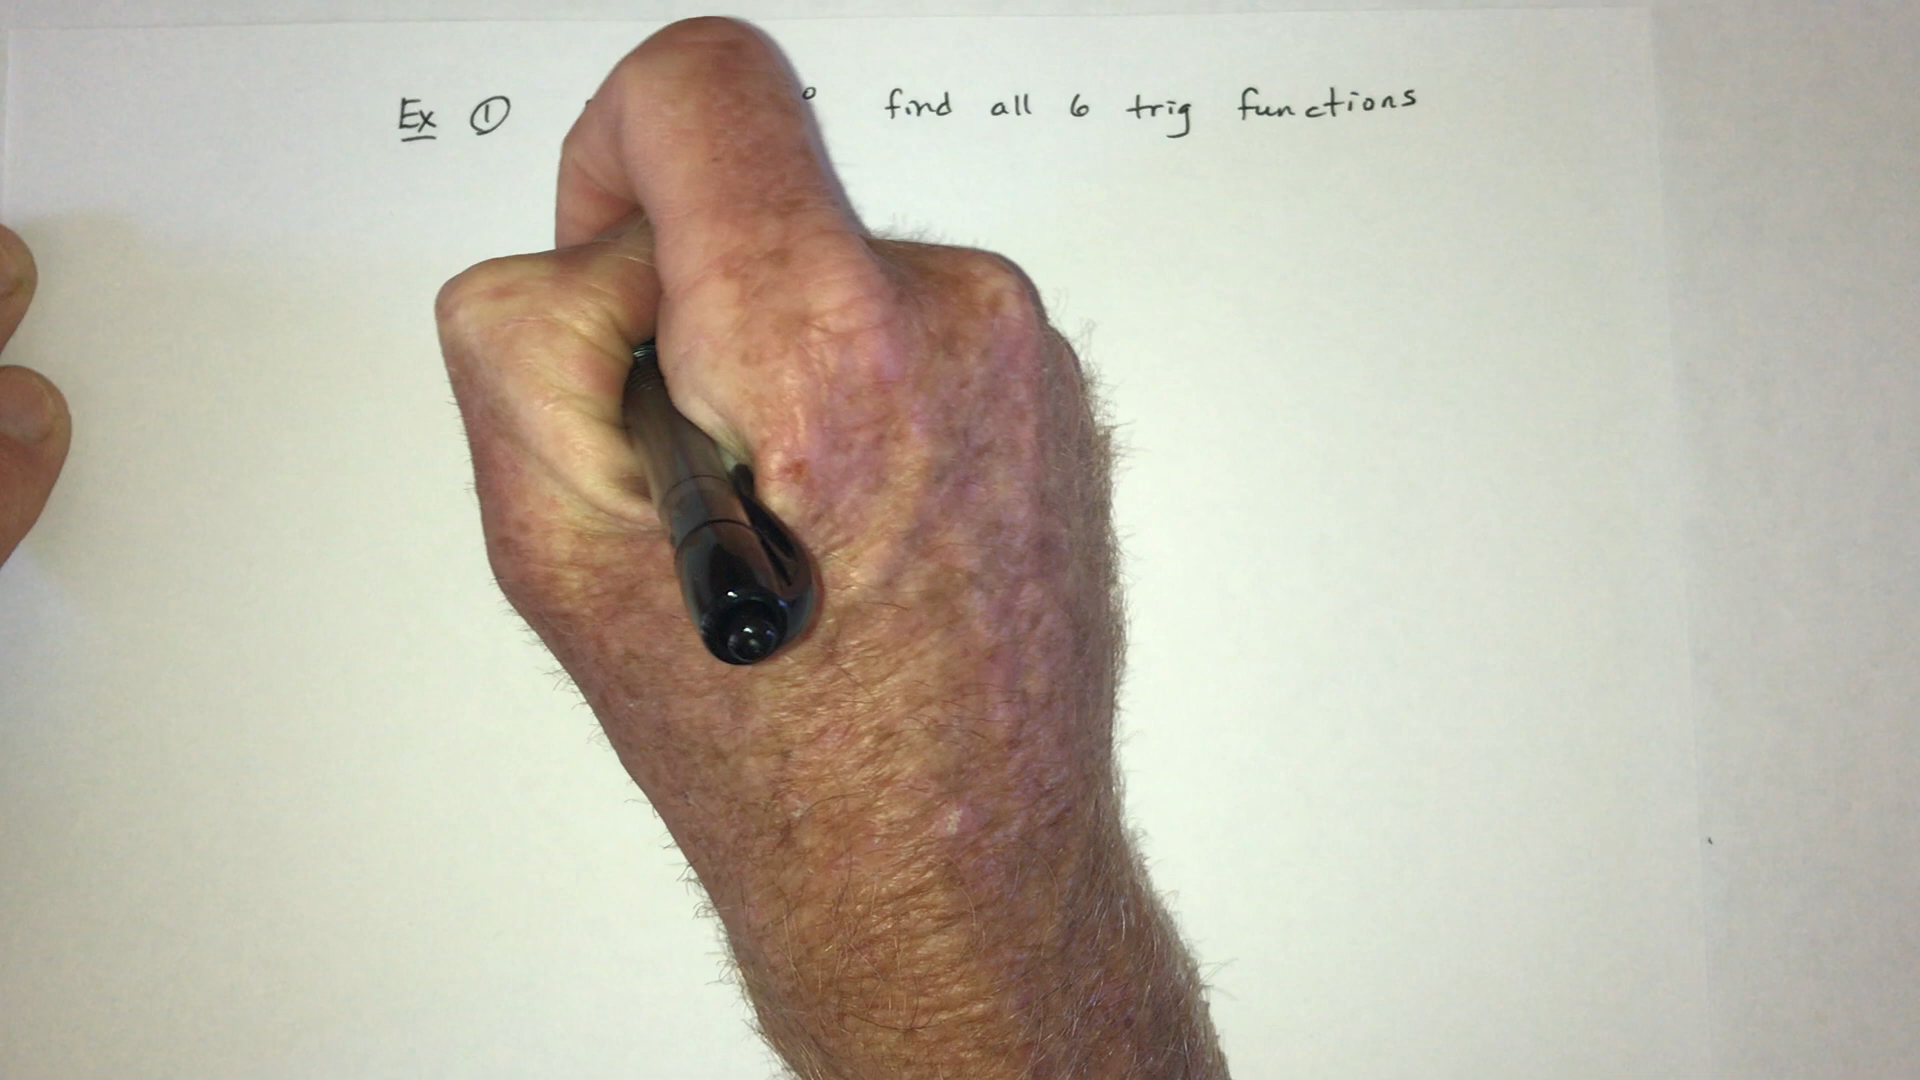 Ex ① ° find all 6 trig functions